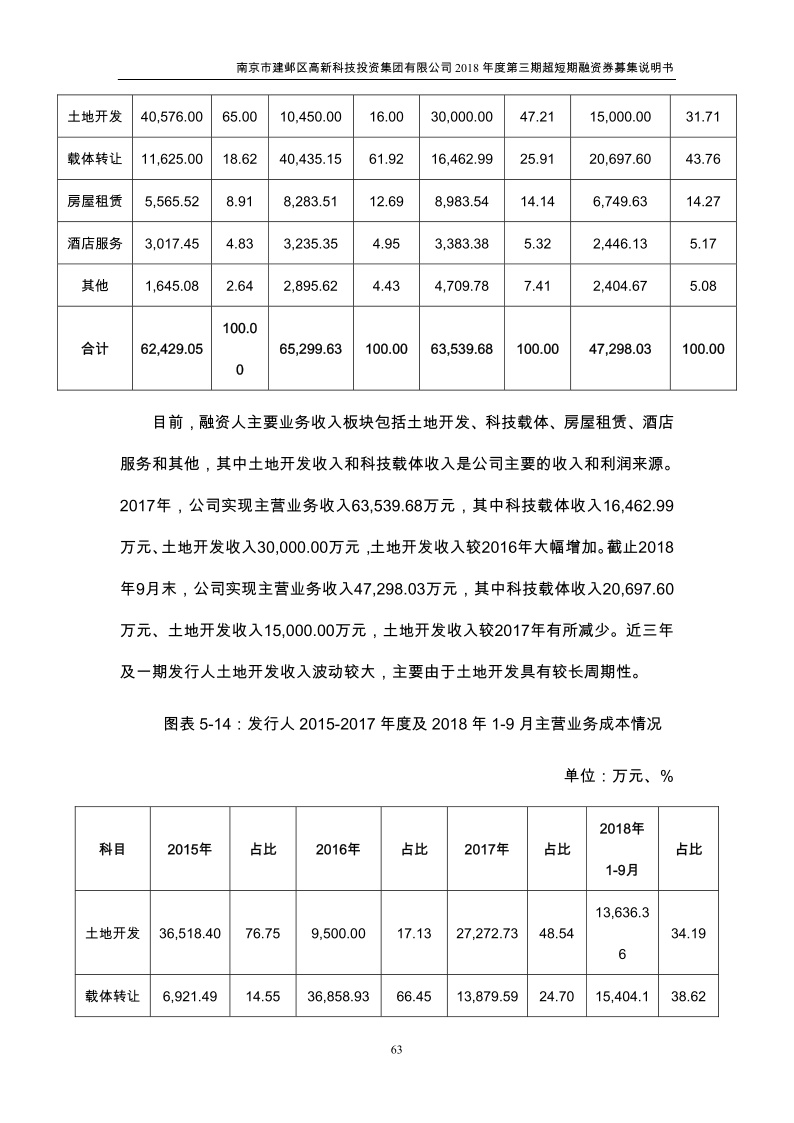 南京市建邺区高新科技投资集团有限公司 2018 年度第三期超短期融资券募集说明书
土地开发 40,576.00 65.00 10,450.00 16.00 30,000.00 47.21 15,000.00 31.71
载体转让 11,625.00 18.62 40,435.15 61.92 16,462.99 25.91 20,697.60 43.76
房屋租赁 5,565.52 8.91 8,283.51 12.69 8,983.54 14.14 6,749.63 14.27
酒店服务 3,017.45 4.83 3,235.35 4.95 3,383.38 5.32 2,446.13 5.17
其他 1,645.08 2.64 2,895.62 4.43 4,709.78 7.41 2,404.67 5.08
合计 62,429.05 100.0
0 65,299.63 100.00 63,539.68 100.00 47,298.03 100.00
目前，融资人主要业务收入板块包括土地开发、科技载体、房屋租赁、酒店
服务和其他，其中土地开发收入和科技载体收入是公司主要的收入和利润来源。
2017年，公司实现主营业务收入63,539.68万元，其中科技载体收入16,462.99
万元、土地开发收入30,000.00万元，土地开发收入较2016年大幅增加。截止2018
年9月末，公司实现主营业务收入47,298.03万元，其中科技载体收入20,697.60
万元、土地开发收入15,000.00万元，土地开发收入较2017年有所减少。近三年
及一期发行人土地开发收入波动较大，主要由于土地开发具有较长周期性。
图表 5-14：发行人 2015-2017 年度及 2018 年 1-9 月主营业务成本情况
单位：万元、%
科目 2015年 占比 2016年 占比 2017年 占比 2018年
1-9月 占比
土地开发 36,518.40 76.75 9,500.00 17.13 27,272.73 48.54 13,636.3
6 34.19
载体转让 6,921.49 14.55 36,858.93 66.45 13,879.59 24.70 15,404.1 38.62
63